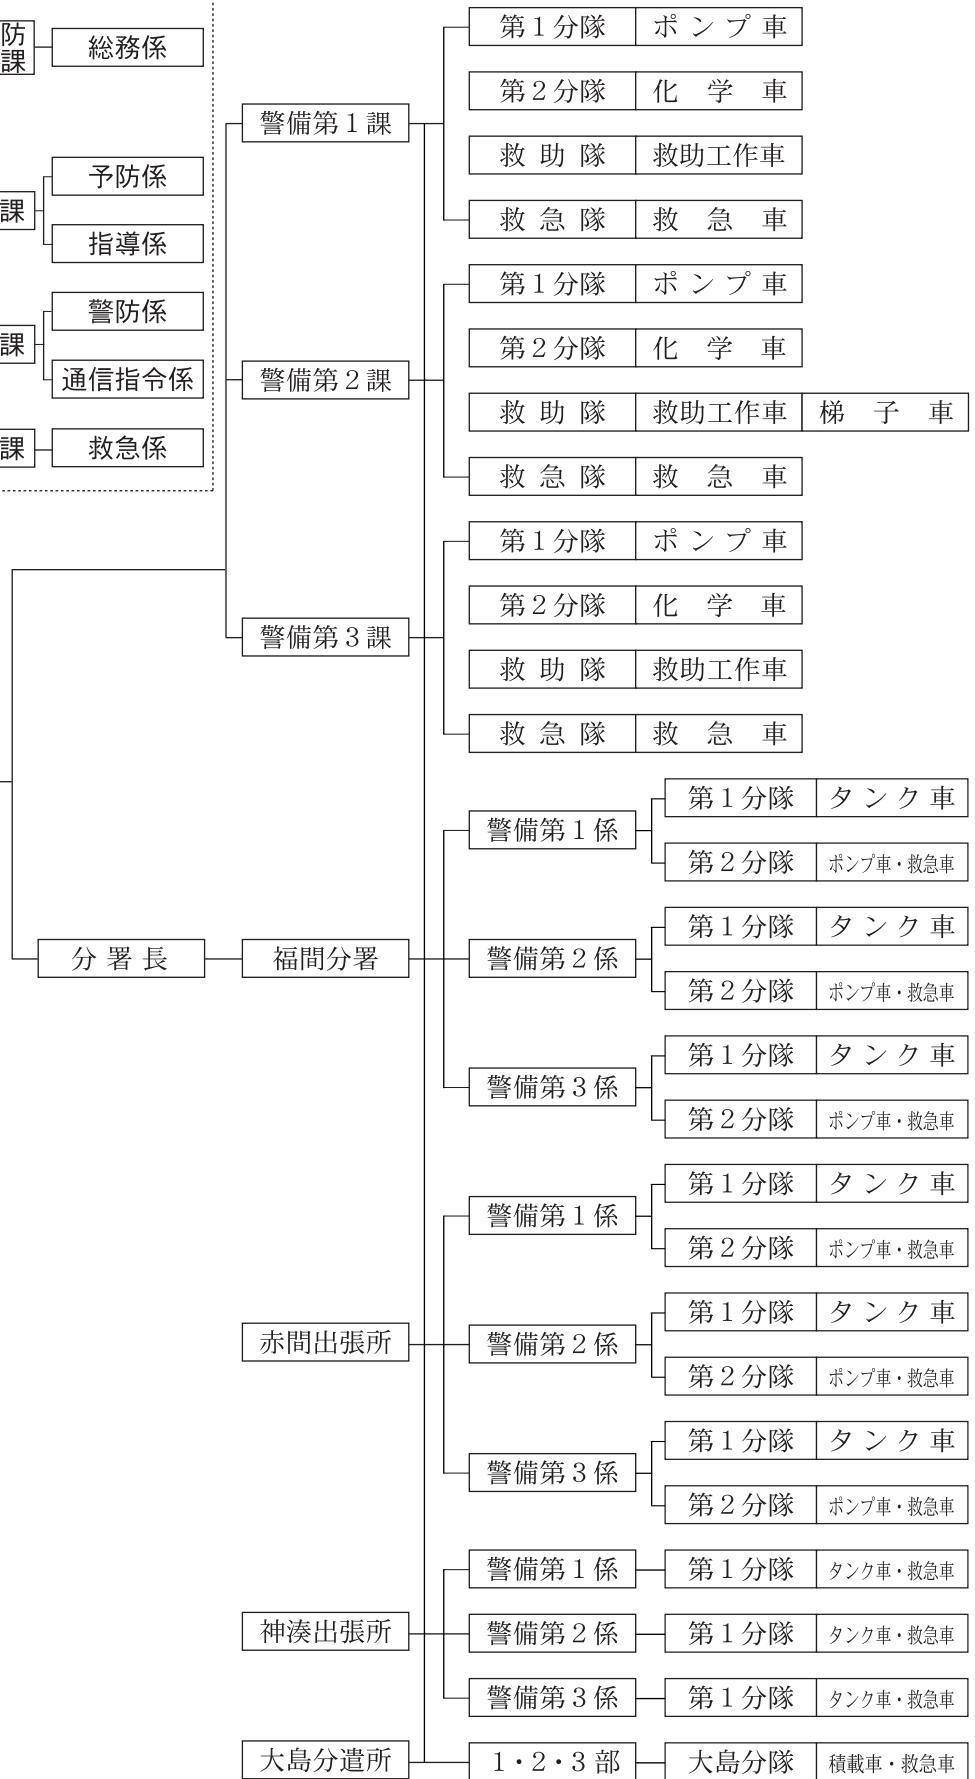 防課
総務係
課
予防係
指導係
課
警防係
通信指令係
課
救急係
警備第1課
第1分隊 ポンプ車
第2分隊 化学車
救助隊 救助工作車
救急隊 救急車
警備第2課
第1分隊 ポンプ車
第2分隊 化学車
救助隊 救助工作車 梯子車
救急隊 救急車
警備第3課
第1分隊 ポンプ車
第2分隊 化学車
救助隊 救助工作車
救急隊 救急車
分署長
福間分署
警備第1係
第1分隊 タンク車
第2分隊 ポンプ車・救急車
警備第2係
第1分隊 タンク車
第2分隊 ポンプ車・救急車
警備第3係
第1分隊 タンク車
第2分隊 ポンプ車・救急車
赤間出張所
警備第1係
第1分隊 タンク車
第2分隊 ポンプ車・救急車
警備第2係
第1分隊 タンク車
第2分隊 ポンプ車・救急車
警備第3係
第1分隊 タンク車
第2分隊 ポンプ車・救急車
神湊出張所
警備第1係 第1分隊 タンク車・救急車
警備第2係 第1分隊 タンク車・救急車
警備第3係 第1分隊 タンク車・救急車
大島分遣所 1・2・3部 大島分隊 積載車・救急車